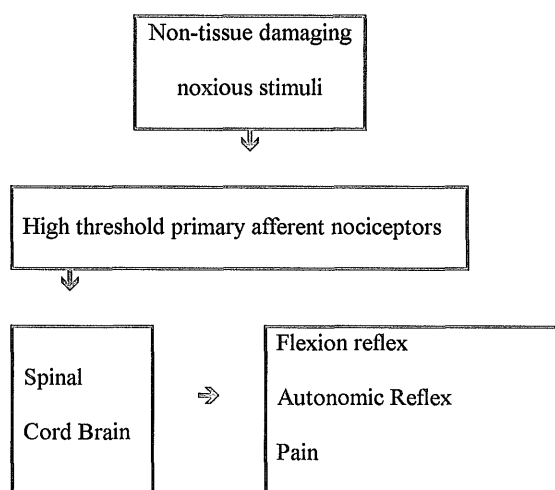 Non-tissue damaging
noxious stimuli
High threshold primary afferent nociceptors
Spinal
Cord Brain
Flexion reflex
Autonomic Reflex
Pain